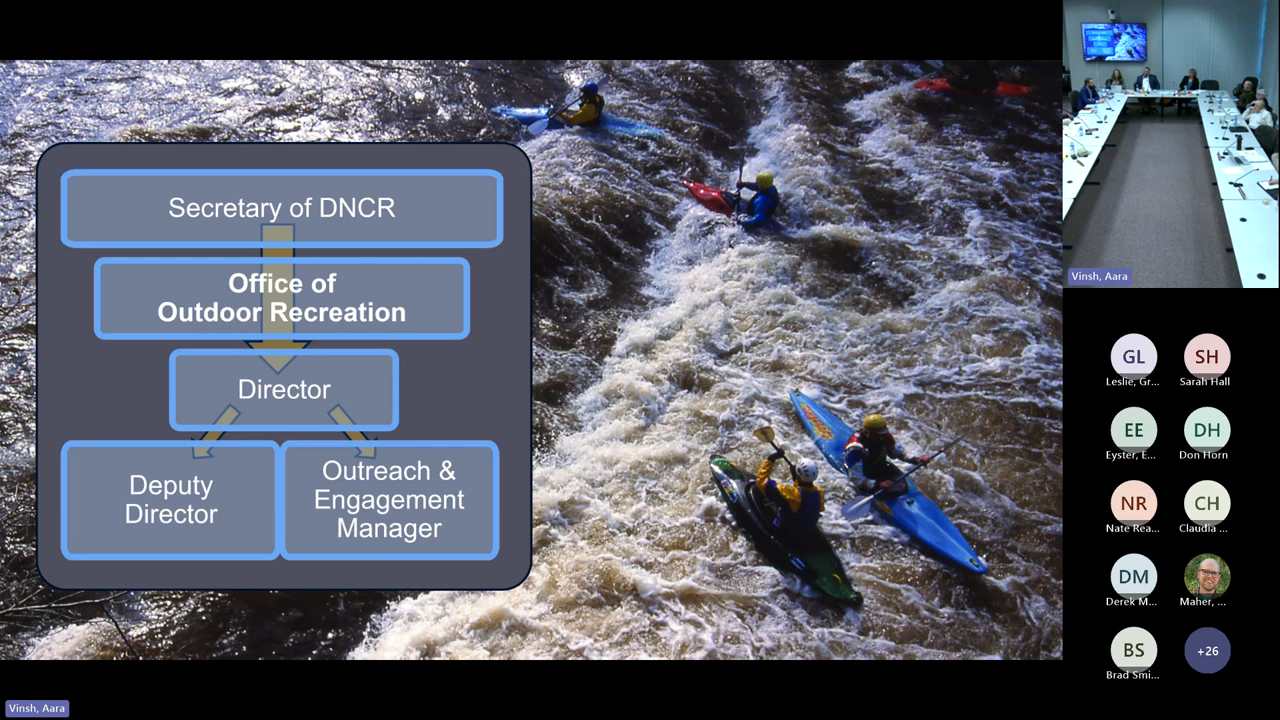 Secretary of DNCR
Office of
Outdoor Recreation
Director
Deputy
Director
Outreach &
Engagement
Manager
Vinsh, Aara
GL
Leslie, Gr...
SH
Sarah Hall
EE
Eyster, E...
DH
Don Horn
NR
Nate Rea...
CH
Claudia ...
DM
Derek M...
Maher, ...
BS
Brad Smi...
+26
Vinsh, Aara